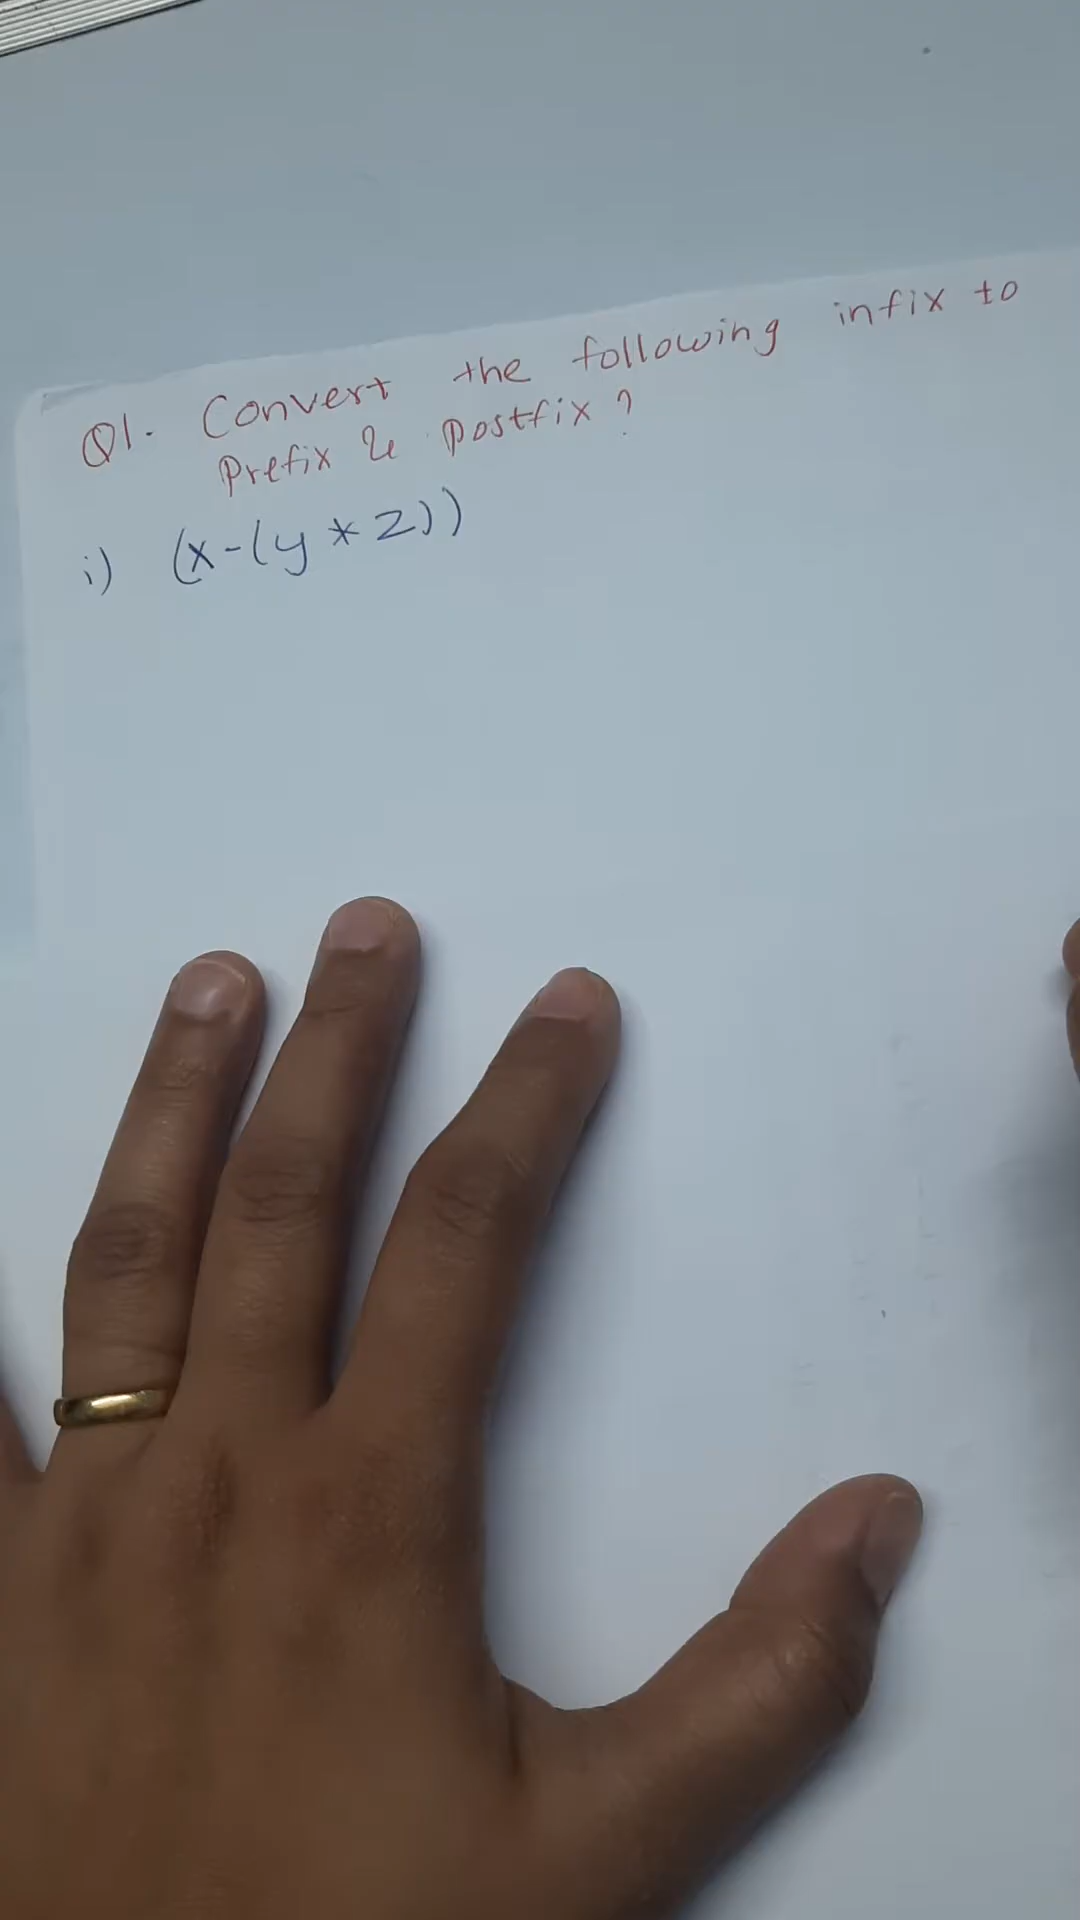 Q1. Convert the following infix to
Prefix & postfix?
i) (x-(y*z))